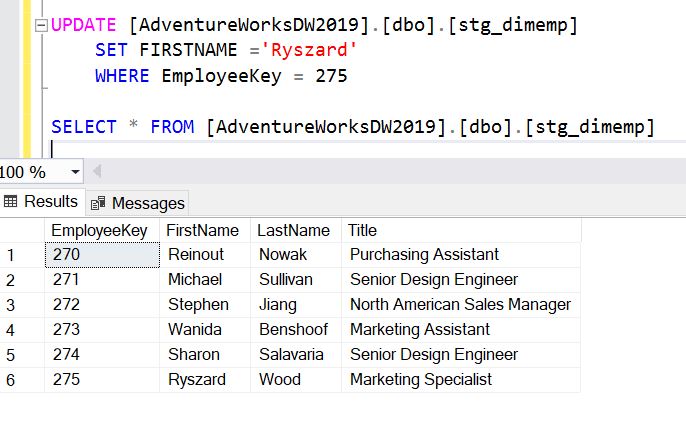 UPDATE [AdventureWorksDW2019].[dbo].[stg_dimemp]
SET FIRSTNAME ='Ryszard'
WHERE EmployeeKey = 275
SELECT * FROM [AdventureWorksDW2019].[dbo].[stg_dimemp]
100 %
Results Messages
EmployeeKey FirstName LastName Title
1 270 Reinout Nowak Purchasing Assistant
2 271 Michael Sullivan Senior Design Engineer
3 272 Stephen Jiang North American Sales Manager
4 273 Wanida Benshoof Marketing Assistant
5 274 Sharon Salavaria Senior Design Engineer
6 275 Ryszard Wood Marketing Specialist